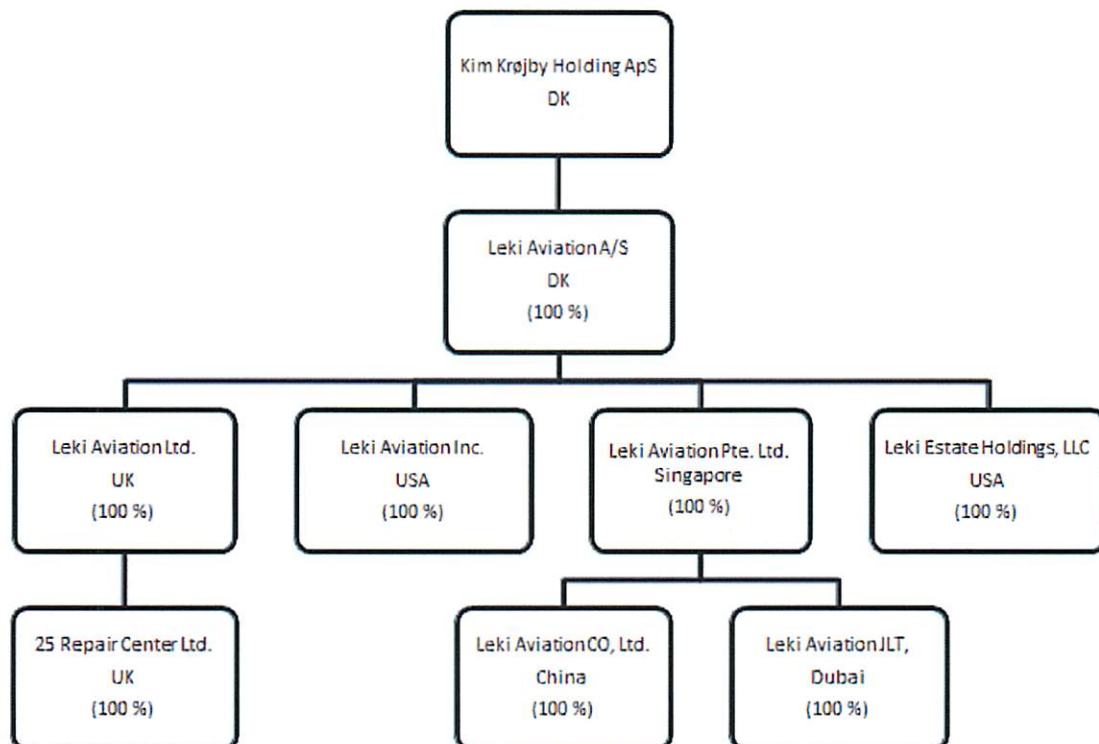 Kim Krøjby Holding ApS
DK
Leki Aviation A/S
DK
(100 %)
Leki Aviation Ltd.
UK
(100 %)
Leki Aviation Inc.
USA
(100 %)
Leki Aviation Pte. Ltd.
Singapore
(100 %)
Leki Estate Holdings, LLC
USA
(100 %)
25 Repair Center Ltd.
UK
(100 %)
Leki Aviation CO, Ltd.
China
(100 %)
Leki Aviation JLT,
Dubai
(100 %)